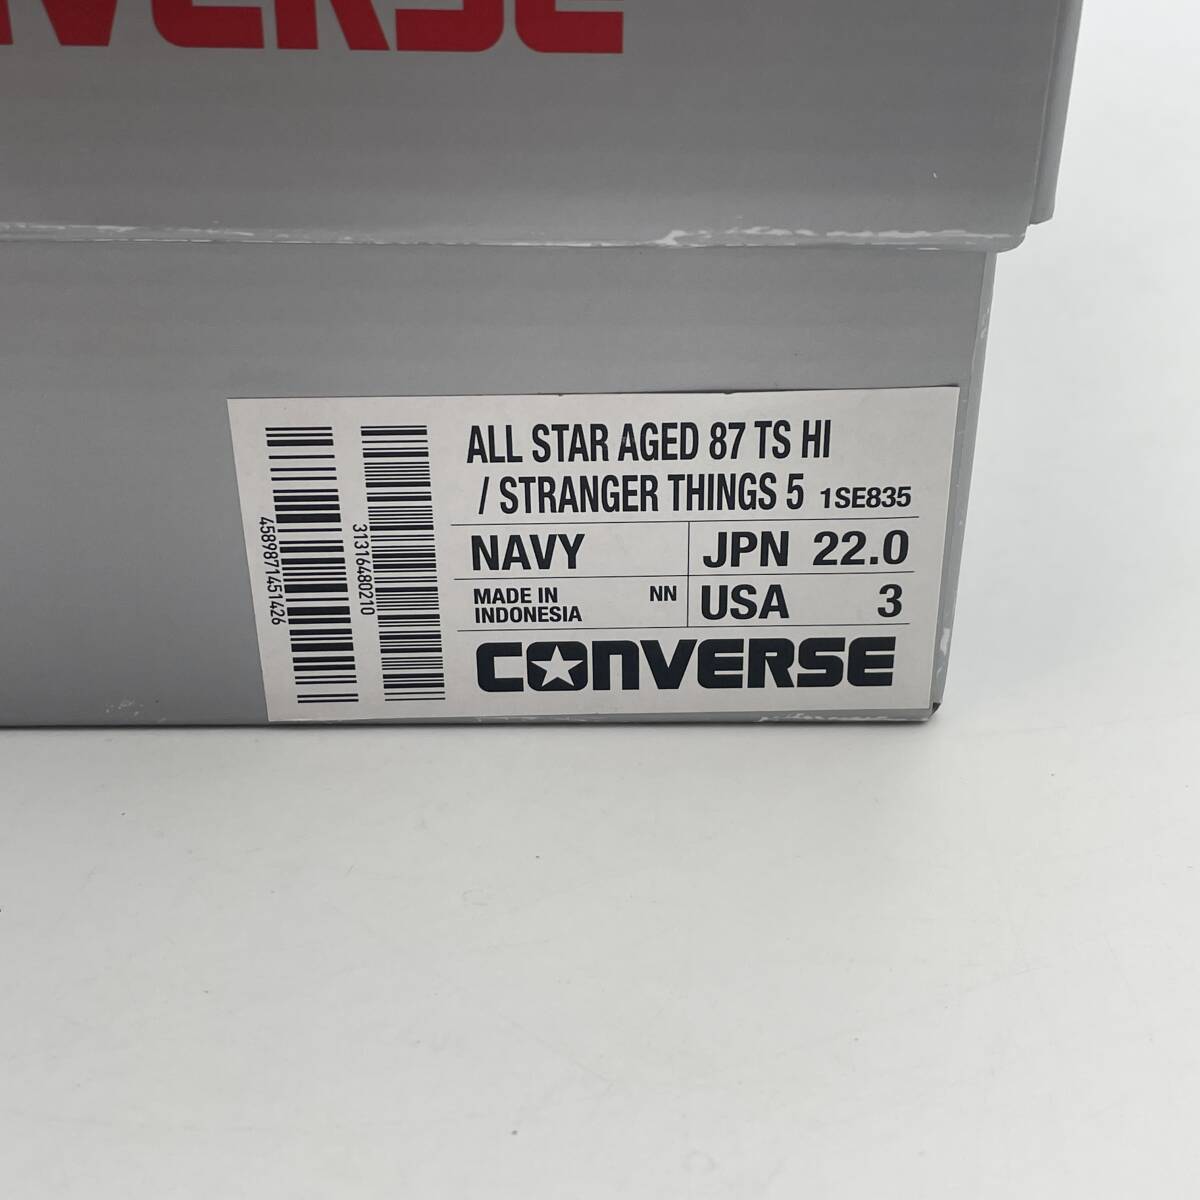 NVERSE
ALL STAR AGED 87 TS HI
/ STRANGER THINGS 5 1SE835
NAVY JPN 22.0
MADE IN INDONESIA NN USA 3
CONVERSE
4589871451426
31316480210